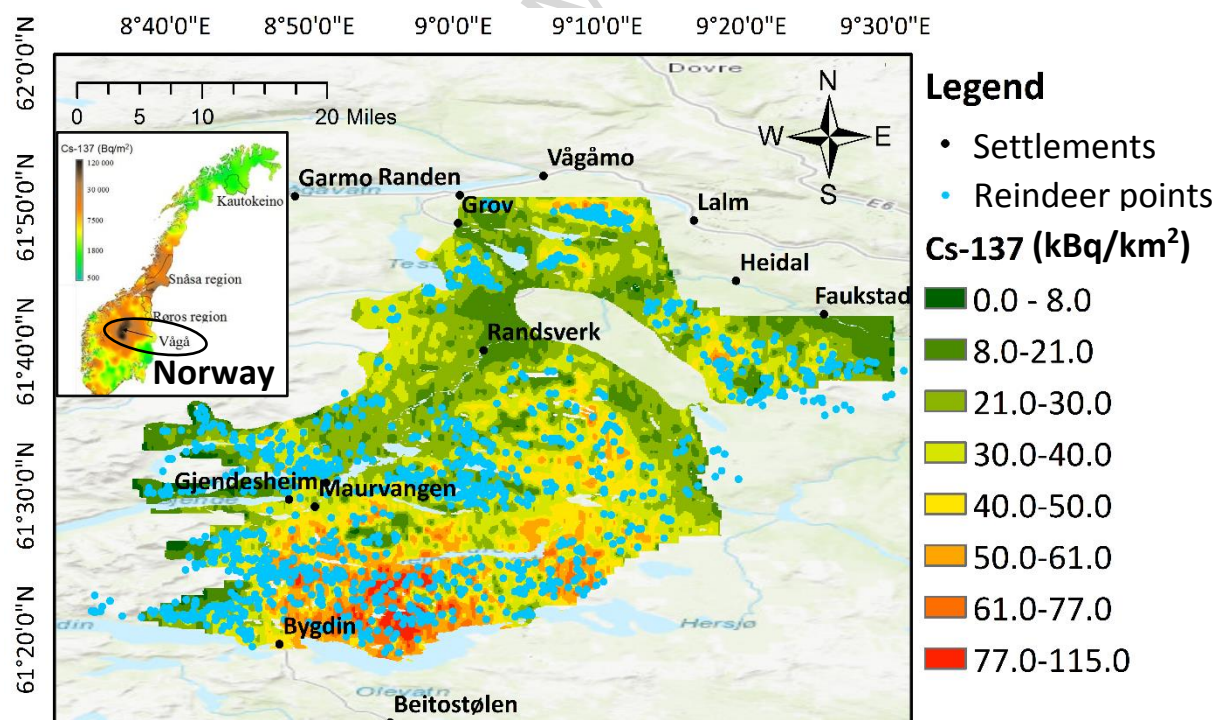 8°40'0"E 8°50'0"E 9°0'0"E 9°10'0"E 9°20'0"E 9°30'0"E
62°0'0"N
61°50'0"N
61°40'0"N
61°30'0"N
61°20'0"N
0 5 10 20 Miles
Dovre
N
W E
S
E6
Cs-137 (Bq/m²)
120 000
30 000
7500
1800
500
Kautokeino
Snåsa region
Røros region
Vågå
Norway
Vågåmo
Garmo Randen
Grov
Lalm
Heidal
Faukstad
Randsverk
Gjendesheim
Maurvangen
Bygdin
Hersjø
Olevatn
Beitostølen
Legend
Settlements
Reindeer points
Cs-137 (kBq/km²)
0.0 - 8.0
8.0-21.0
21.0-30.0
30.0-40.0
40.0-50.0
50.0-61.0
61.0-77.0
77.0-115.0